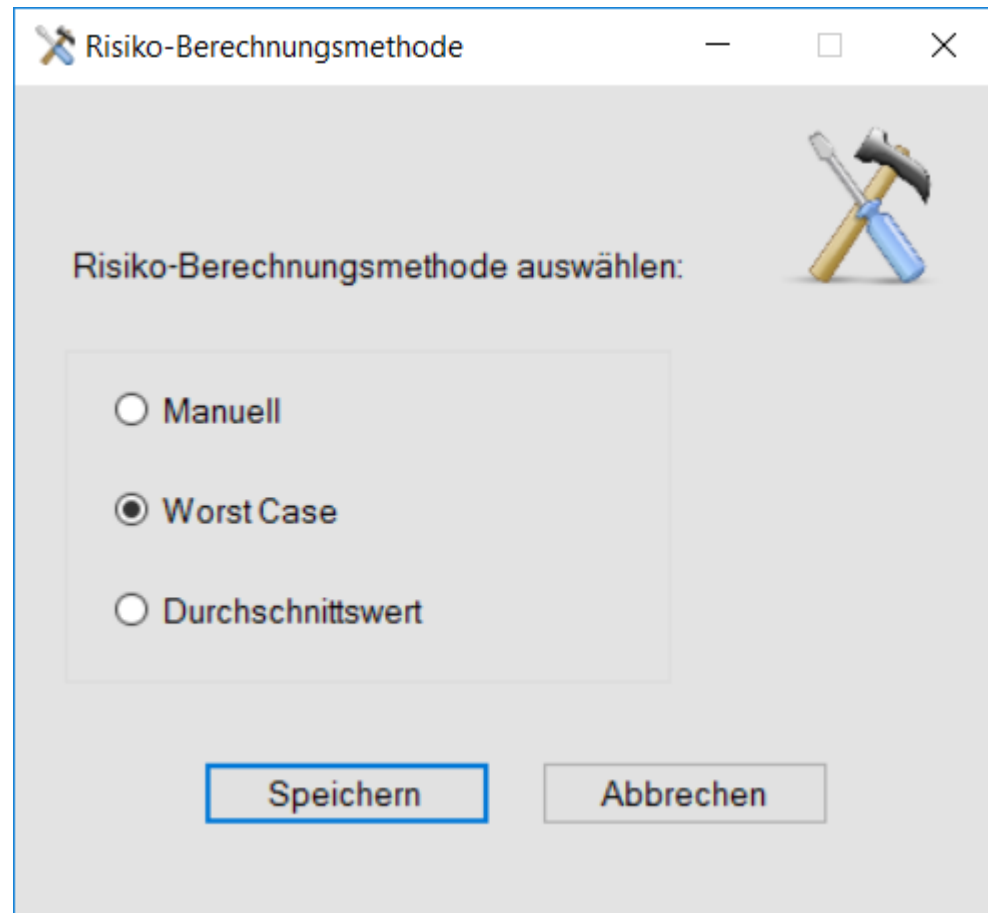 Risiko-Berechnungsmethode
Risiko-Berechnungsmethode auswählen:
Manuell
Worst Case
Durchschnittswert
Speichern Abbrechen